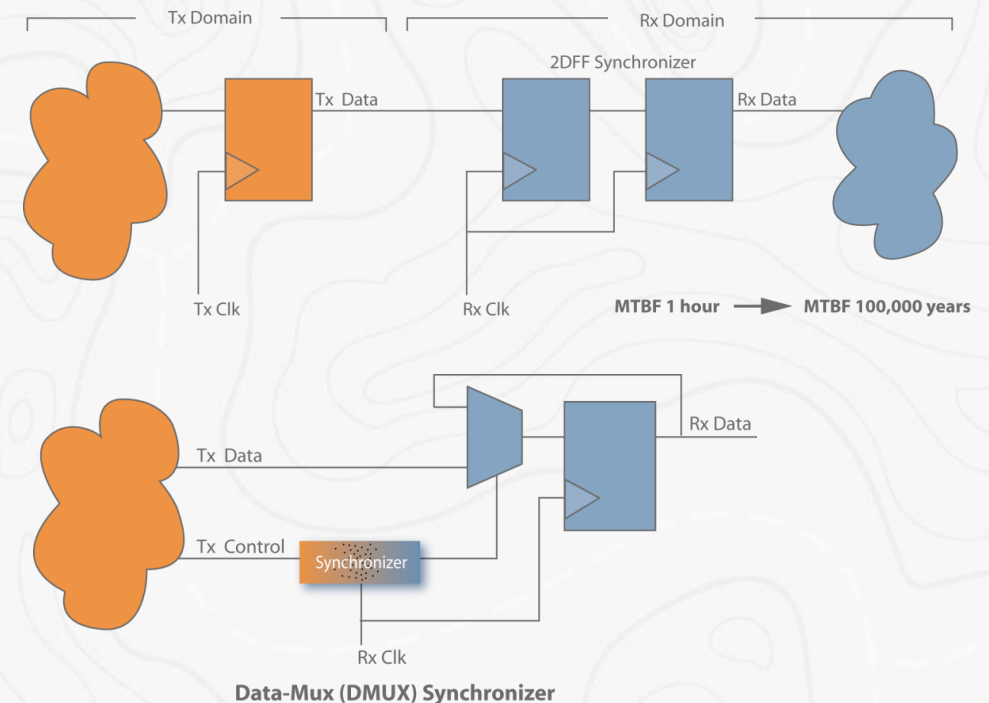 Tx Domain
Rx Domain
2DFF Synchronizer
Tx Data
Rx Data
Tx Clk
Rx Clk
MTBF 1 hour
MTBF 100,000 years
Rx Data
Tx Data
Tx Control
Synchronizer
Rx Clk
Data-Mux (DMUX) Synchronizer